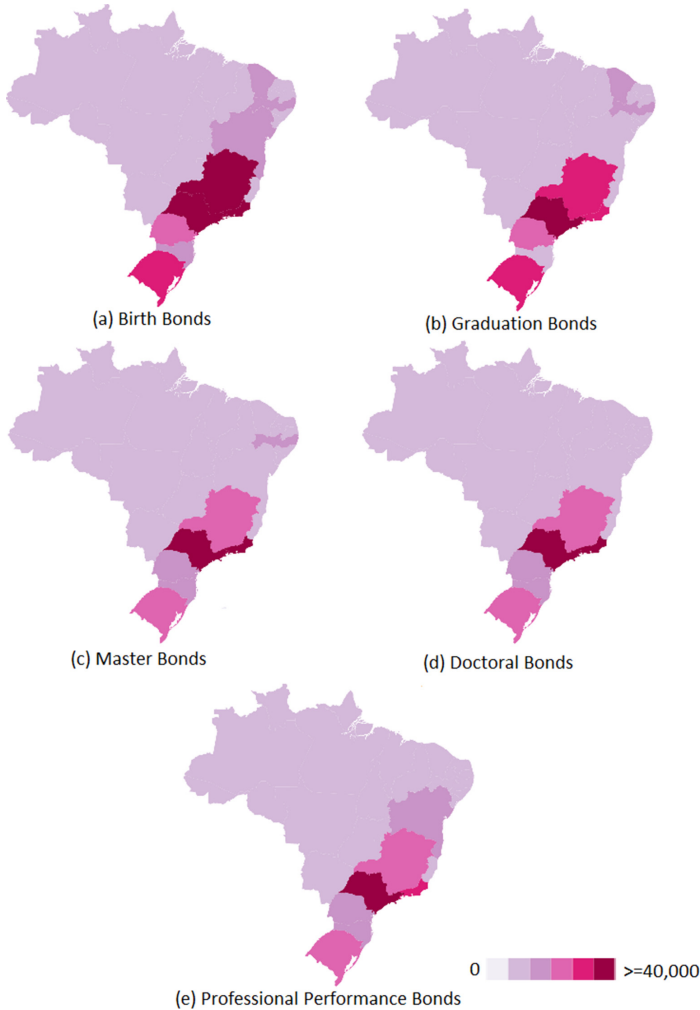 (a) Birth Bonds
(b) Graduation Bonds
(c) Master Bonds
(d) Doctoral Bonds
0 >=40,000
(e) Professional Performance Bonds